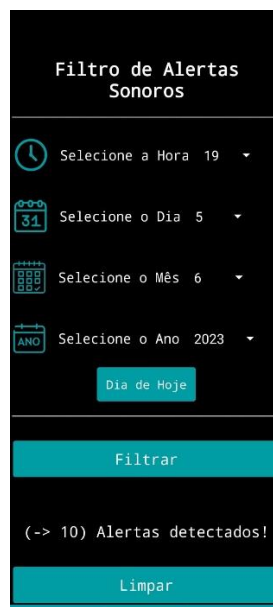 Filtro de Alertas
Sonoros
Selecione a Hora 19
31 Selecione o Dia 5
Selecione o Mês 6
ANO Selecione o Ano 2023
Dia de Hoje
Filtrar
(-> 10) Alertas detectados!
Limpar